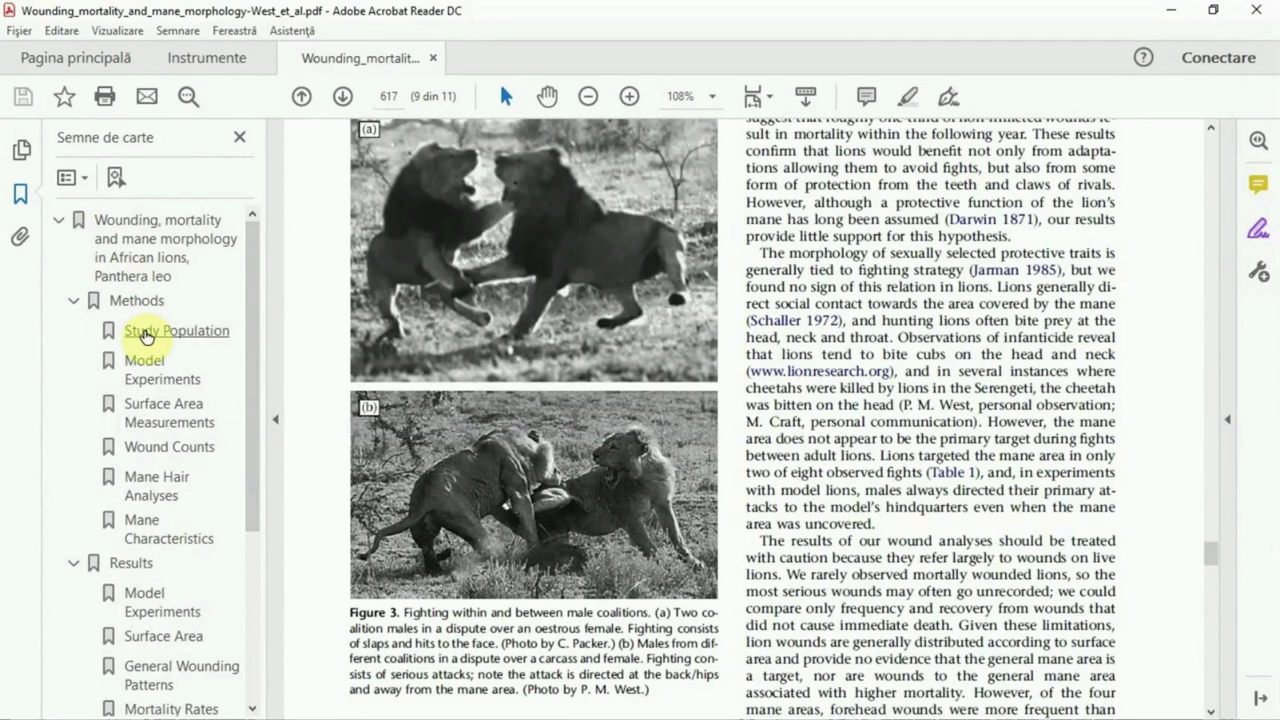 Wounding_mortality_and_mane_morphology-West_et_al.pdf - Adobe Acrobat Reader DC
Fișier Editare Vizualizare Semnare Fereastră Asistență
Pagina principală Instrumente Wounding_mortalit... Conectare
617 (9 din 11) 108%
Semne de carte
Wounding, mortality
and mane morphology
in African lions,
Panthera leo
Methods
Study Population
Model
Experiments
Surface Area
Measurements
Wound Counts
Mane Hair
Analyses
Mane
Characteristics
Results
Model
Experiments
Surface Area
General Wounding
Patterns
Mortality Rates
(a)
(b)
Figure 3. Fighting within and between male coalitions. (a) Two co-
alition males in a dispute over an oestrous female. Fighting consists
of slaps and hits to the face. (Photo by C. Packer.) (b) Males from dif-
ferent coalitions in a dispute over a carcass and female. Fighting con-
sists of serious attacks; note the attack is directed at the back/hips
and away from the mane area. (Photo by P. M. West.)
sult in mortality within the following year. These results
confirm that lions would benefit not only from adapta-
tions allowing them to avoid fights, but also from some
form of protection from the teeth and claws of rivals.
However, although a protective function of the lion's
mane has long been assumed (Darwin 1871), our results
provide little support for this hypothesis.
The morphology of sexually selected protective traits is
generally tied to fighting strategy (Jarman 1985), but we
found no sign of this relation in lions. Lions generally di-
rect social contact towards the area covered by the mane
(Schaller 1972), and hunting lions often bite prey at the
head, neck and throat. Observations of infanticide reveal
that lions tend to bite cubs on the head and neck
(www.lionresearch.org), and in several instances where
cheetahs were killed by lions in the Serengeti, the cheetah
was bitten on the head (P. M. West, personal observation;
M. Craft, personal communication). However, the mane
area does not appear to be the primary target during fights
between adult lions. Lions targeted the mane area in only
two of eight observed fights (Table 1), and, in experiments
with model lions, males always directed their primary at-
tacks to the model's hindquarters even when the mane
area was uncovered.
The results of our wound analyses should be treated
with caution because they refer largely to wounds on live
lions. We rarely observed mortally wounded lions, so the
most serious wounds may often go unrecorded; we could
compare only frequency and recovery from wounds that
did not cause immediate death. Given these limitations,
lion wounds are generally distributed according to surface
area and provide no evidence that the general mane area is
a target, nor are wounds to the general mane area
associated with higher mortality. However, of the four
mane areas, forehead wounds were more frequent than